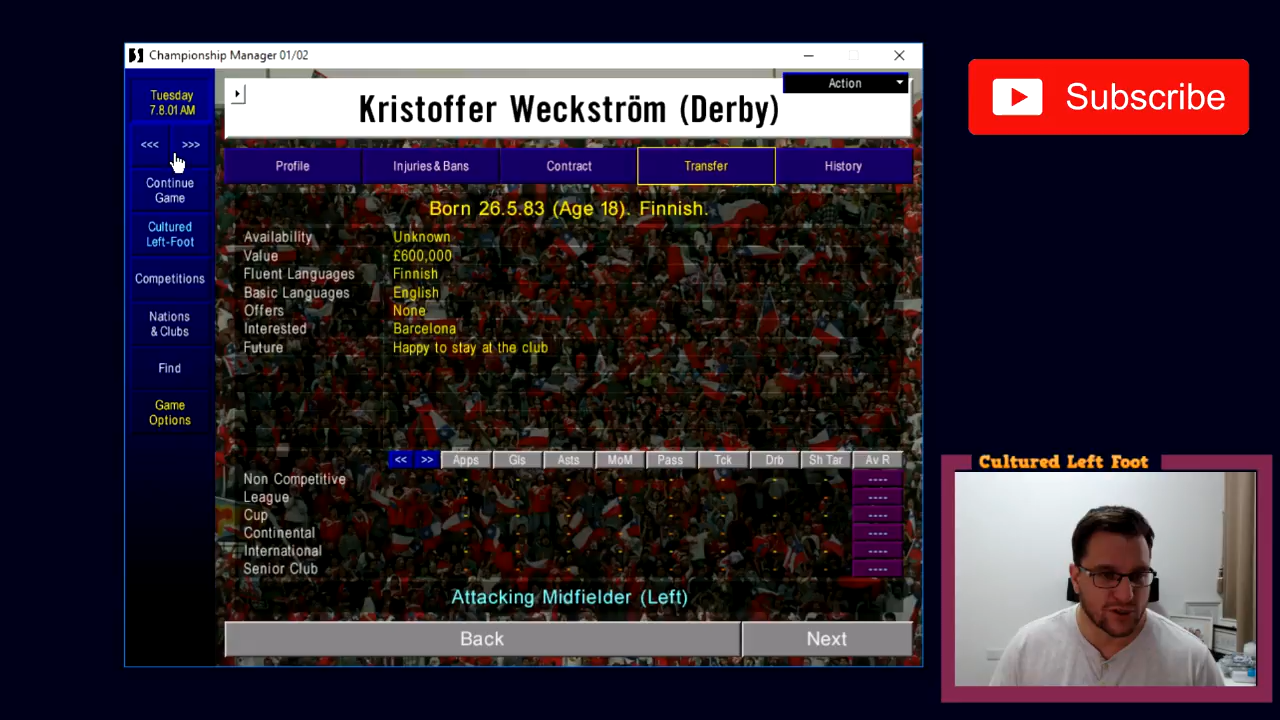 Championship Manager 01/02
Subscribe
Tuesday
7.8.01 AM
<<< >>>
Continue
Game
Cultured
Left-Foot
Competitions
Nations
& Clubs
Find
Game
Options
Action
Kristoffer Weckström (Derby)
Profile Injuries & Bans Contract Transfer History
Born 26.5.83 (Age 18). Finnish.
Availability Unknown
Value £600,000
Fluent Languages Finnish
Basic Languages English
Offers None
Interested Barcelona
Future Happy to stay at the club
<< >> Apps Gls Asts MoM Pass Tck Drb Sh Tar Av R
Non Competitive - - - - - - - - ----
League - - - - - - - - ----
Cup - - - - - - - - ----
Continental - - - - - - - - ----
International - - - - - - - - ----
Senior Club - - - - - - - - ----
Attacking Midfielder (Left)
Back Next
Cultured Left Foot